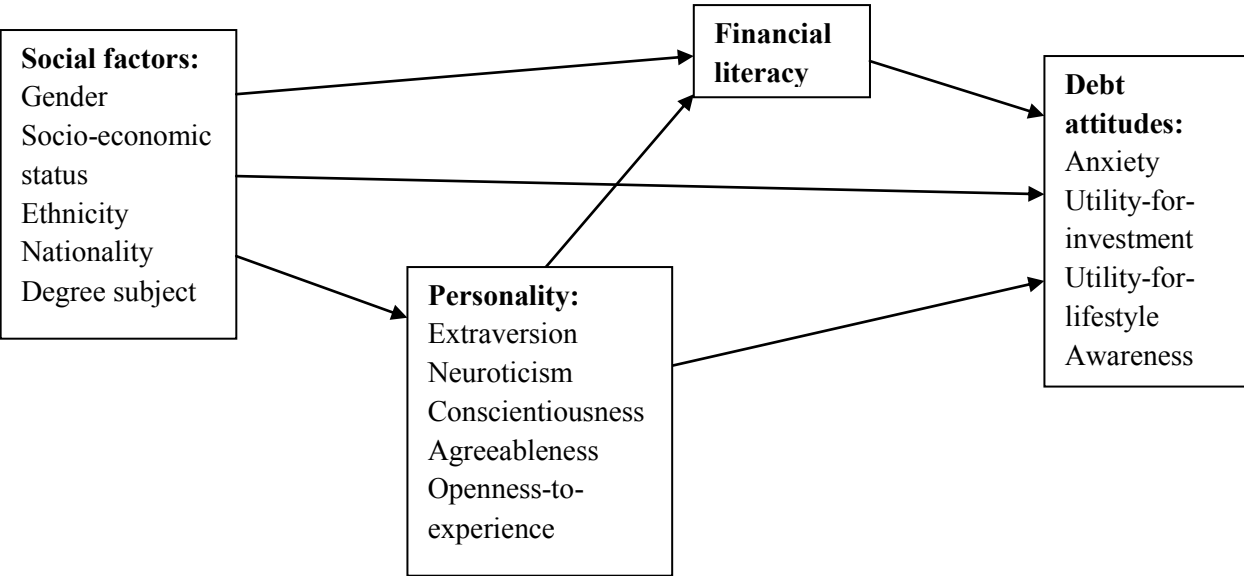 Social factors:
Gender
Socio-economic
status
Ethnicity
Nationality
Degree subject
Personality:
Extraversion
Neuroticism
Conscientiousness
Agreeableness
Openness-to-
experience
Financial
literacy
Debt
attitudes:
Anxiety
Utility-for-
investment
Utility-for-
lifestyle
Awareness